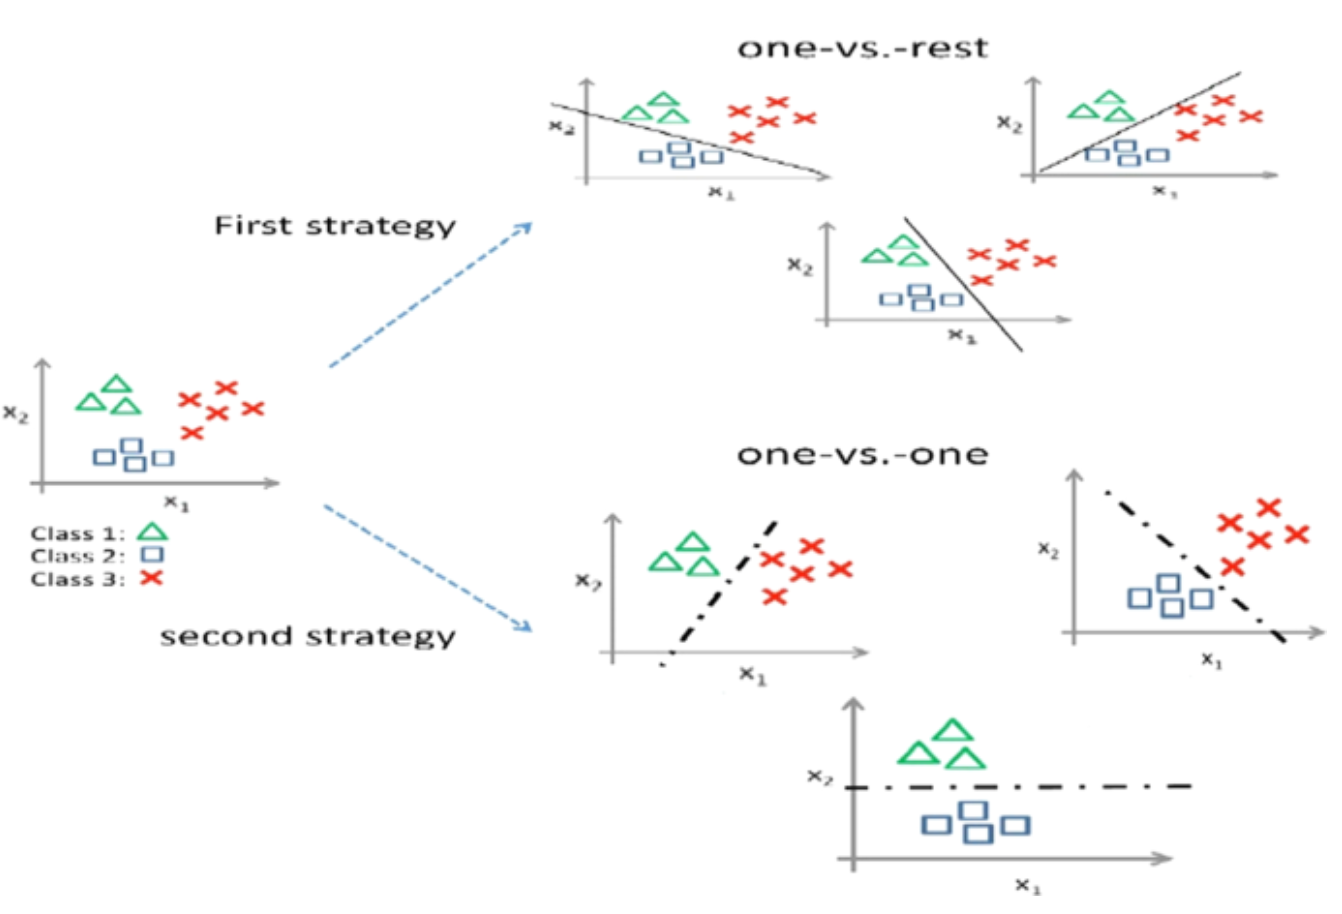 one-vs.-rest
x₂
x₁
x₂
x₁
First strategy
x₂
x₁
x₂
x₁
Class 1:
Class 2:
Class 3:
one-vs.-one
x₂
x₁
x₂
x₁
second strategy
x₂
x₁